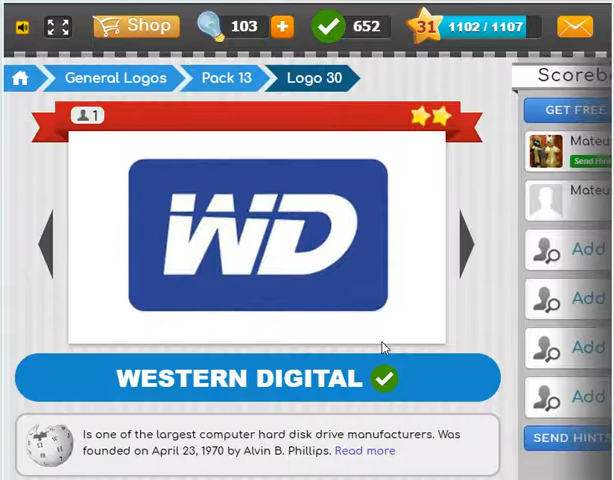 Shop
103
652
31
1102 / 1107
General Logos
Pack 13
Logo 30
Scoreb
1
GET FREE
Mateu
Send Hin
Mateu
WD
Add
Add
Add
Add
WESTERN DIGITAL
SEND HINTS
Is one of the largest computer hard disk drive manufacturers. Was
founded on April 23, 1970 by Alvin B. Phillips. Read more